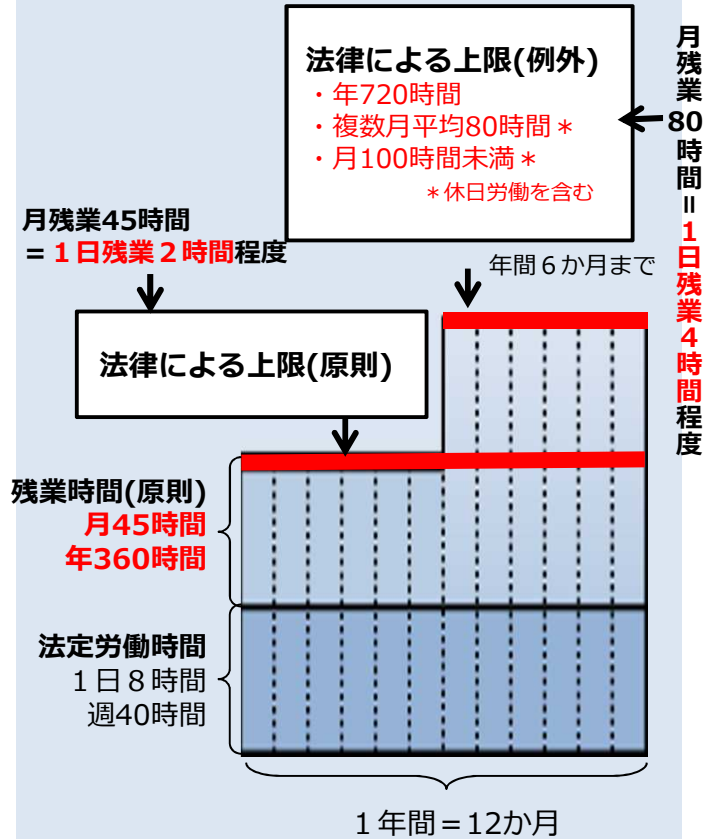 法律による上限(例外)
・年720時間
・複数月平均80時間＊
・月100時間未満＊
＊休日労働を含む
月残業80時間＝1日残業4時間程度
月残業45時間
=１日残業２時間程度
年間６か月まで
法律による上限(原則)
残業時間(原則)
月45時間
年360時間
法定労働時間
１日８時間
週40時間
１年間＝12か月